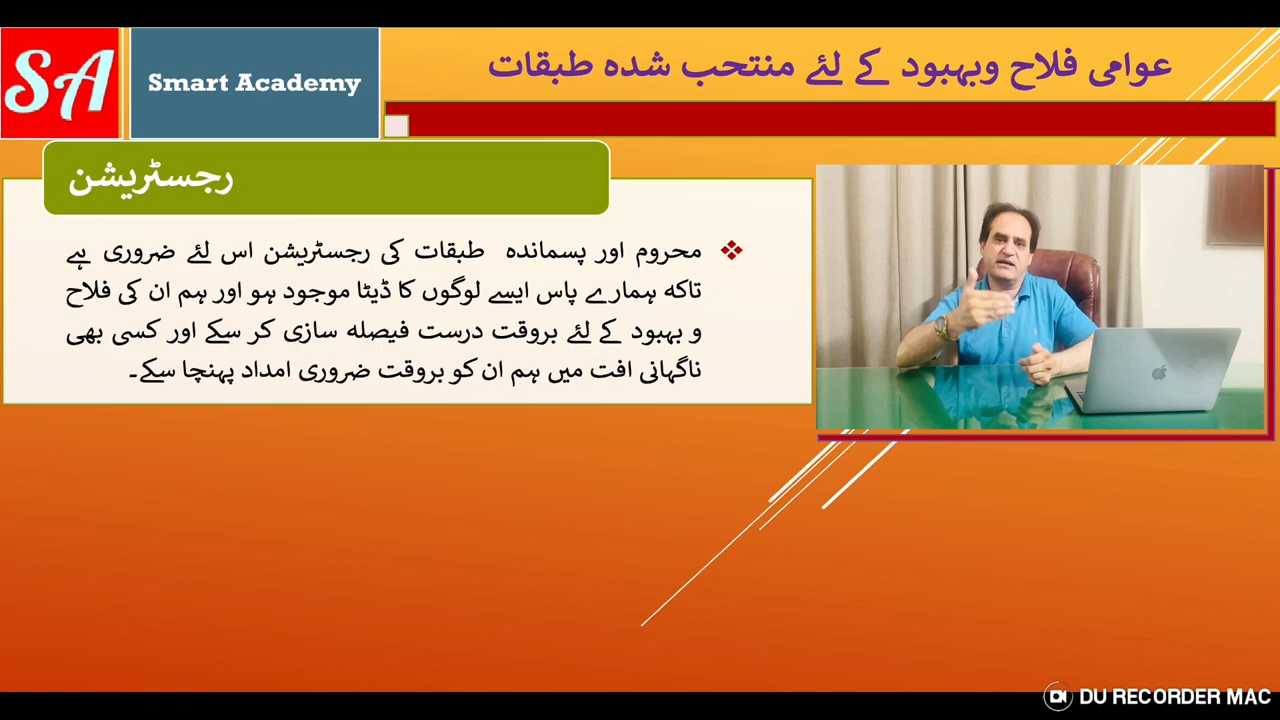 SA
Smart Academy
عوامی فلاح وبہبود کے لئے منتحب شدہ طبقات
رجسٹریشن
محروم اور پسماندہ طبقات کی رجسٹریشن اس لئے ضروری ہے
تاکہ ہمارے پاس ایسے لوگوں کا ڈیٹا موجود ہو اور ہم ان کی فلاح
و بہبود کے لئے بروقت درست فیصلہ سازی کر سکے اور کسی بھی
ناگہانی افت میں ہم ان کو بروقت ضروری امداد پہنچا سکے۔
DU RECORDER MAC